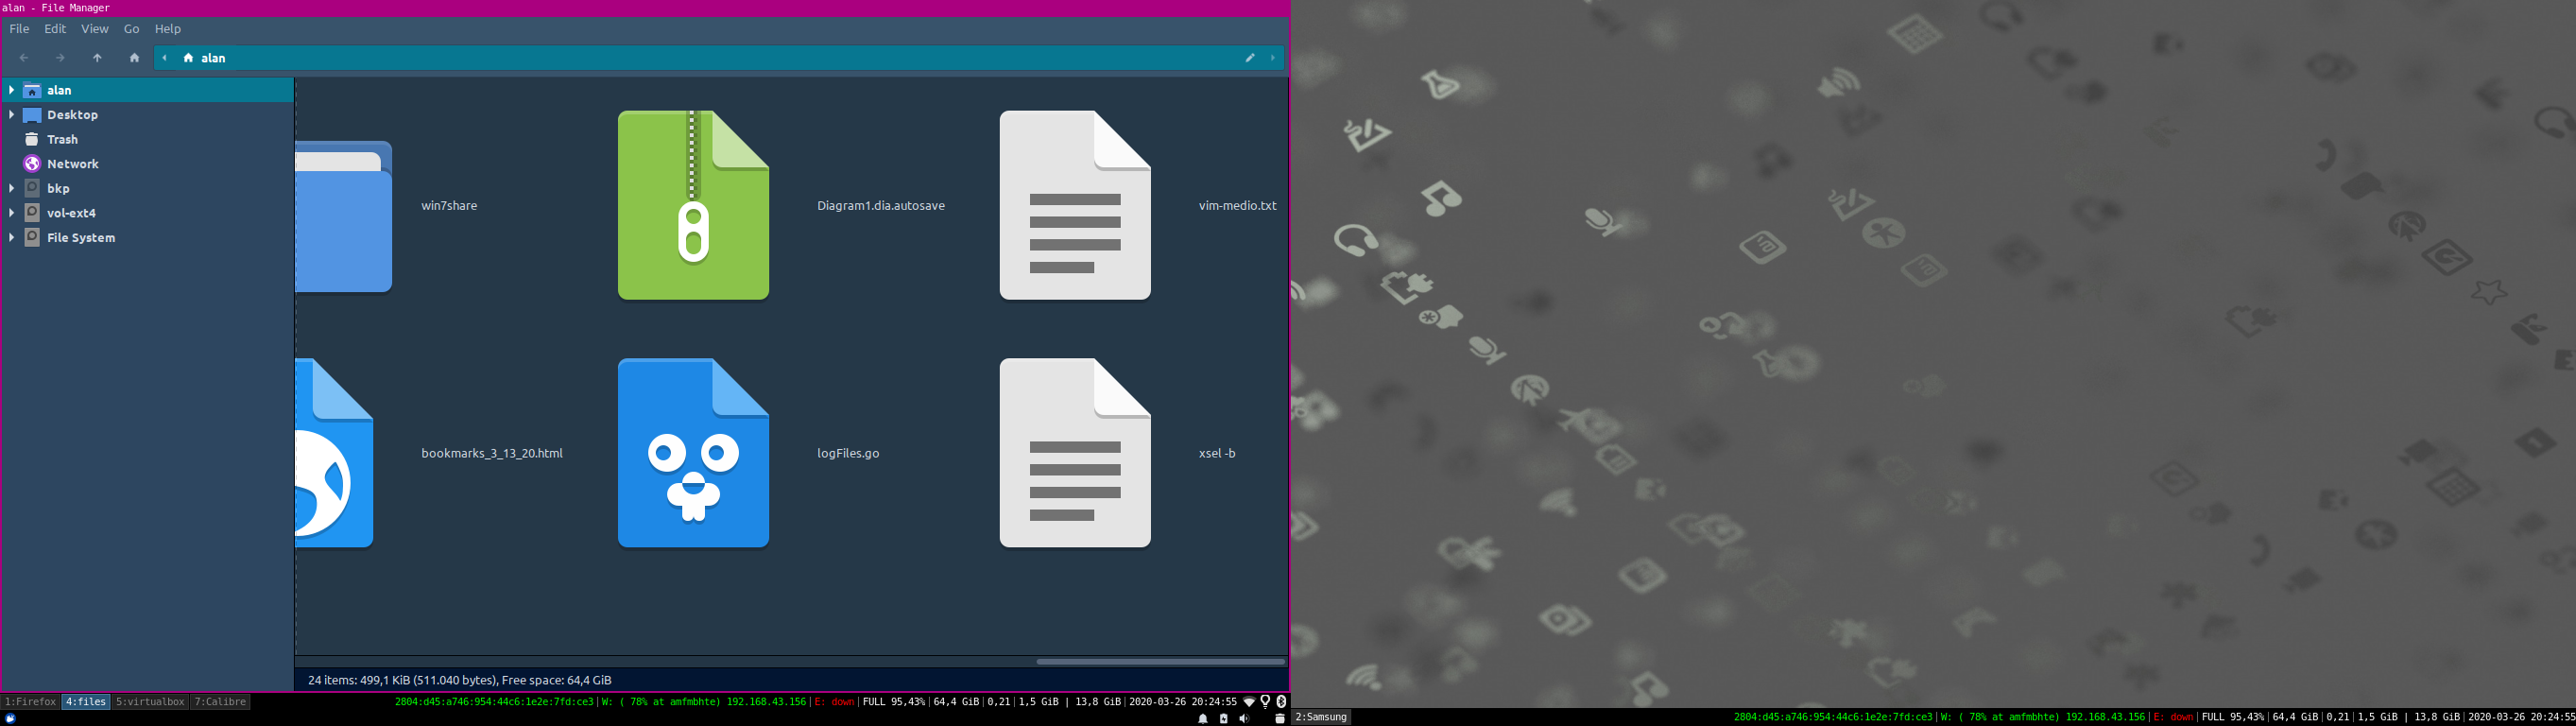 alan - File Manager
File Edit View Go Help
alan
alan
Desktop
Trash
Network
bkp
vol-ext4
File System
win7share
Diagram1.dia.autosave
vim-medio.txt
bookmarks_3_13_20.html
logFiles.go
xsel -b
24 items: 499,1 KiB (511.040 bytes), Free space: 64,4 GiB
1:Firefox 4:files 5:virtualbox 7:Calibre
2804:d45:a746:954:44c6:1e2e:7fd:ce3|W: ( 78% at amfmbhte) 192.168.43.156|E: down|FULL 95,43%|64,4 GiB|0,21|1,5 GiB | 13,8 GiB|2020-03-26 20:24:55
2:Samsung
2804:d45:a746:954:44c6:1e2e:7fd:ce3|W: ( 78% at amfmbhte) 192.168.43.156|E: down|FULL 95,43%|64,4 GiB|0,21|1,5 GiB | 13,8 GiB|2020-03-26 20:24:55